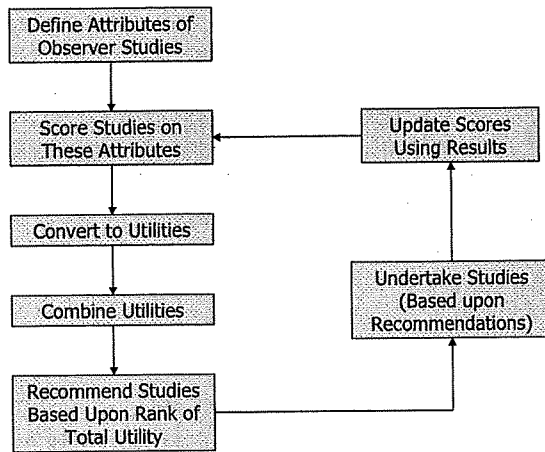 Define Attributes of
Observer Studies
Score Studies on
These Attributes
Convert to Utilities
Combine Utilities
Recommend Studies
Based Upon Rank of
Total Utility
Undertake Studies
(Based upon
Recommendations)
Update Scores
Using Results